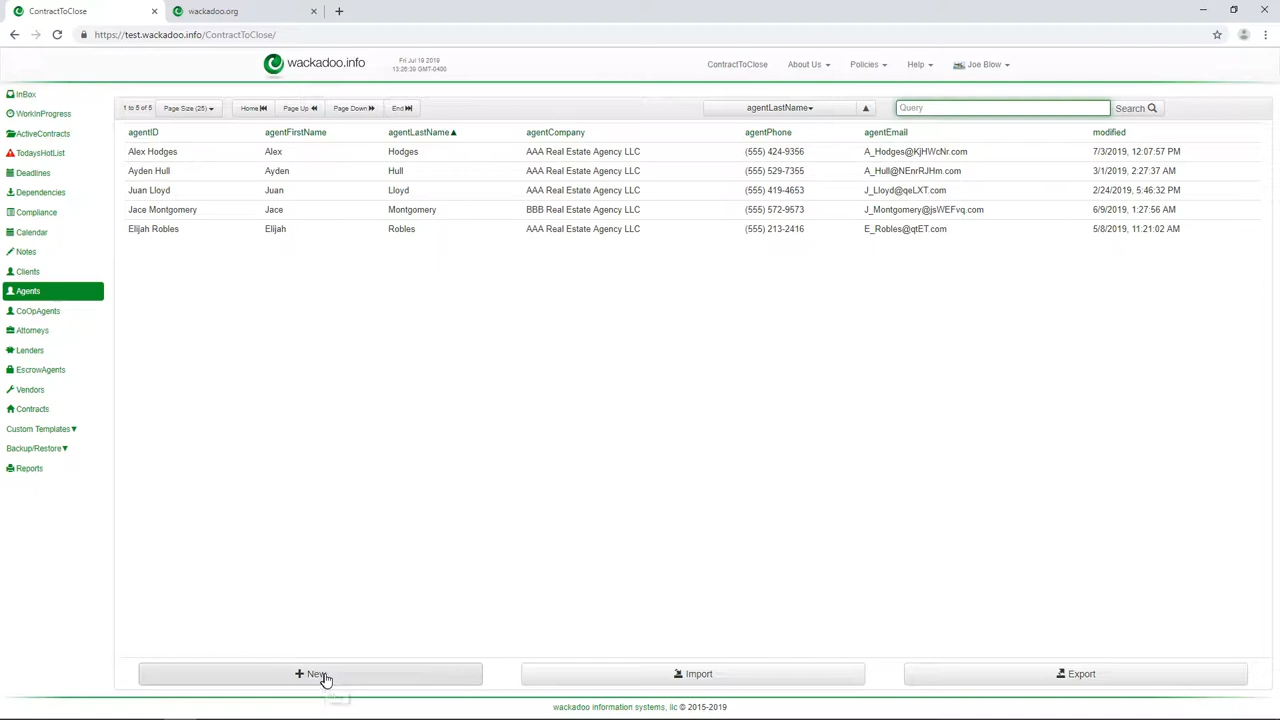 ContractToClose
wackadoo.org
https://test.wackadoo.info/ContractToClose/
wackadoo.info
Fri Jul 19 2019
13:26:39 GMT-0400
ContractToClose
About Us
Policies
Help
Joe Blow
InBox
WorkInProgress
ActiveContracts
TodaysHotList
Deadlines
Dependencies
Compliance
Calendar
Notes
Clients
Agents
CoOpAgents
Attorneys
Lenders
EscrowAgents
Vendors
Contracts
Custom Templates▼
Backup/Restore▼
Reports
1 to 5 of 5
Page Size (25)
Home
Page Up
Page Down
End
agentLastName
▲
Query
Search
agentID agentFirstName agentLastName▲ agentCompany agentPhone agentEmail modified
Alex Hodges Alex Hodges AAA Real Estate Agency LLC (555) 424-9356 A_Hodges@KjHWcNr.com 7/3/2019, 12:07:57 PM
Ayden Hull Ayden Hull AAA Real Estate Agency LLC (555) 529-7355 A_Hull@NEnrRJHm.com 3/1/2019, 2:27:37 AM
Juan Lloyd Juan Lloyd AAA Real Estate Agency LLC (555) 419-4653 J_Lloyd@qeLXT.com 2/24/2019, 5:46:32 PM
Jace Montgomery Jace Montgomery BBB Real Estate Agency LLC (555) 572-9573 J_Montgomery@jsWEFvq.com 6/9/2019, 1:27:56 AM
Elijah Robles Elijah Robles AAA Real Estate Agency LLC (555) 213-2416 E_Robles@qtET.com 5/8/2019, 11:21:02 AM
New
Import
Export
wackadoo information systems, llc © 2015-2019